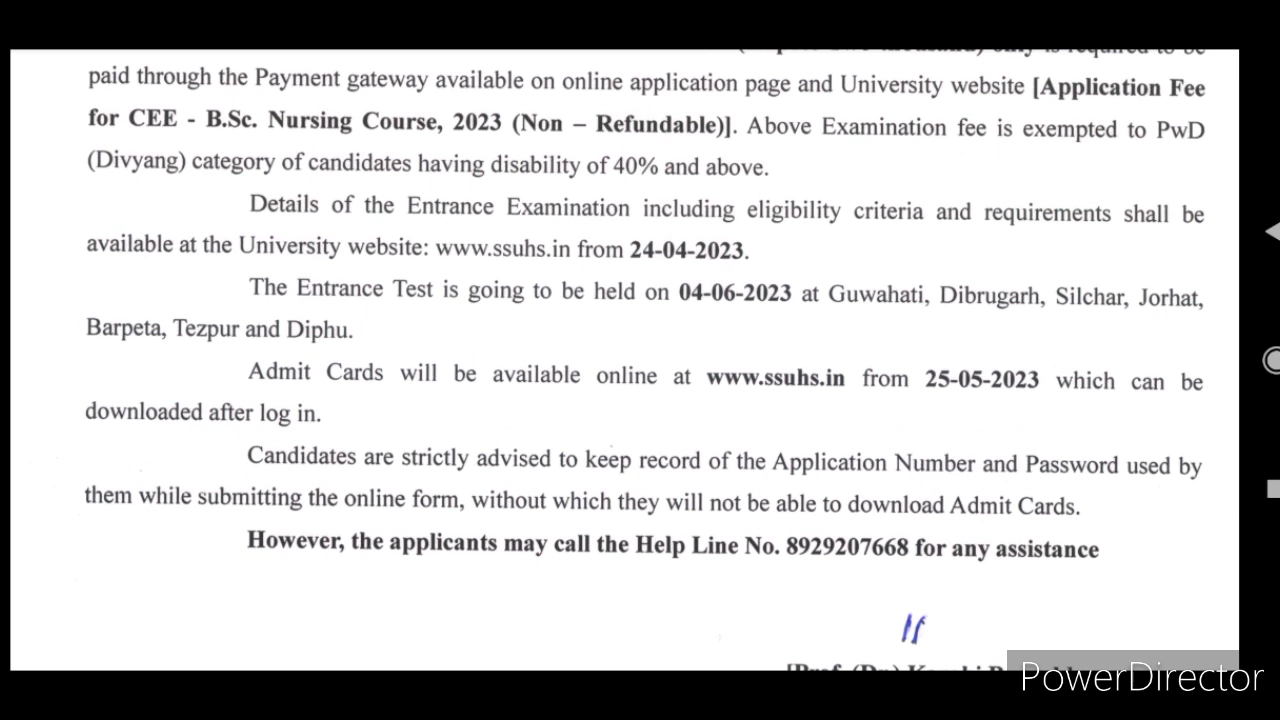 only is required to be
paid through the Payment gateway available on online application page and University website [Application Fee
for CEE - B.Sc. Nursing Course, 2023 (Non – Refundable)]. Above Examination fee is exempted to PwD
(Divyang) category of candidates having disability of 40% and above.
Details of the Entrance Examination including eligibility criteria and requirements shall be
available at the University website: www.ssuhs.in from 24-04-2023.
The Entrance Test is going to be held on 04-06-2023 at Guwahati, Dibrugarh, Silchar, Jorhat,
Barpeta, Tezpur and Diphu.
Admit Cards will be available online at www.ssuhs.in from 25-05-2023 which can be
downloaded after log in.
Candidates are strictly advised to keep record of the Application Number and Password used by
them while submitting the online form, without which they will not be able to download Admit Cards.
However, the applicants may call the Help Line No. 8929207668 for any assistance
[Prof. (Dr.)
PowerDirector